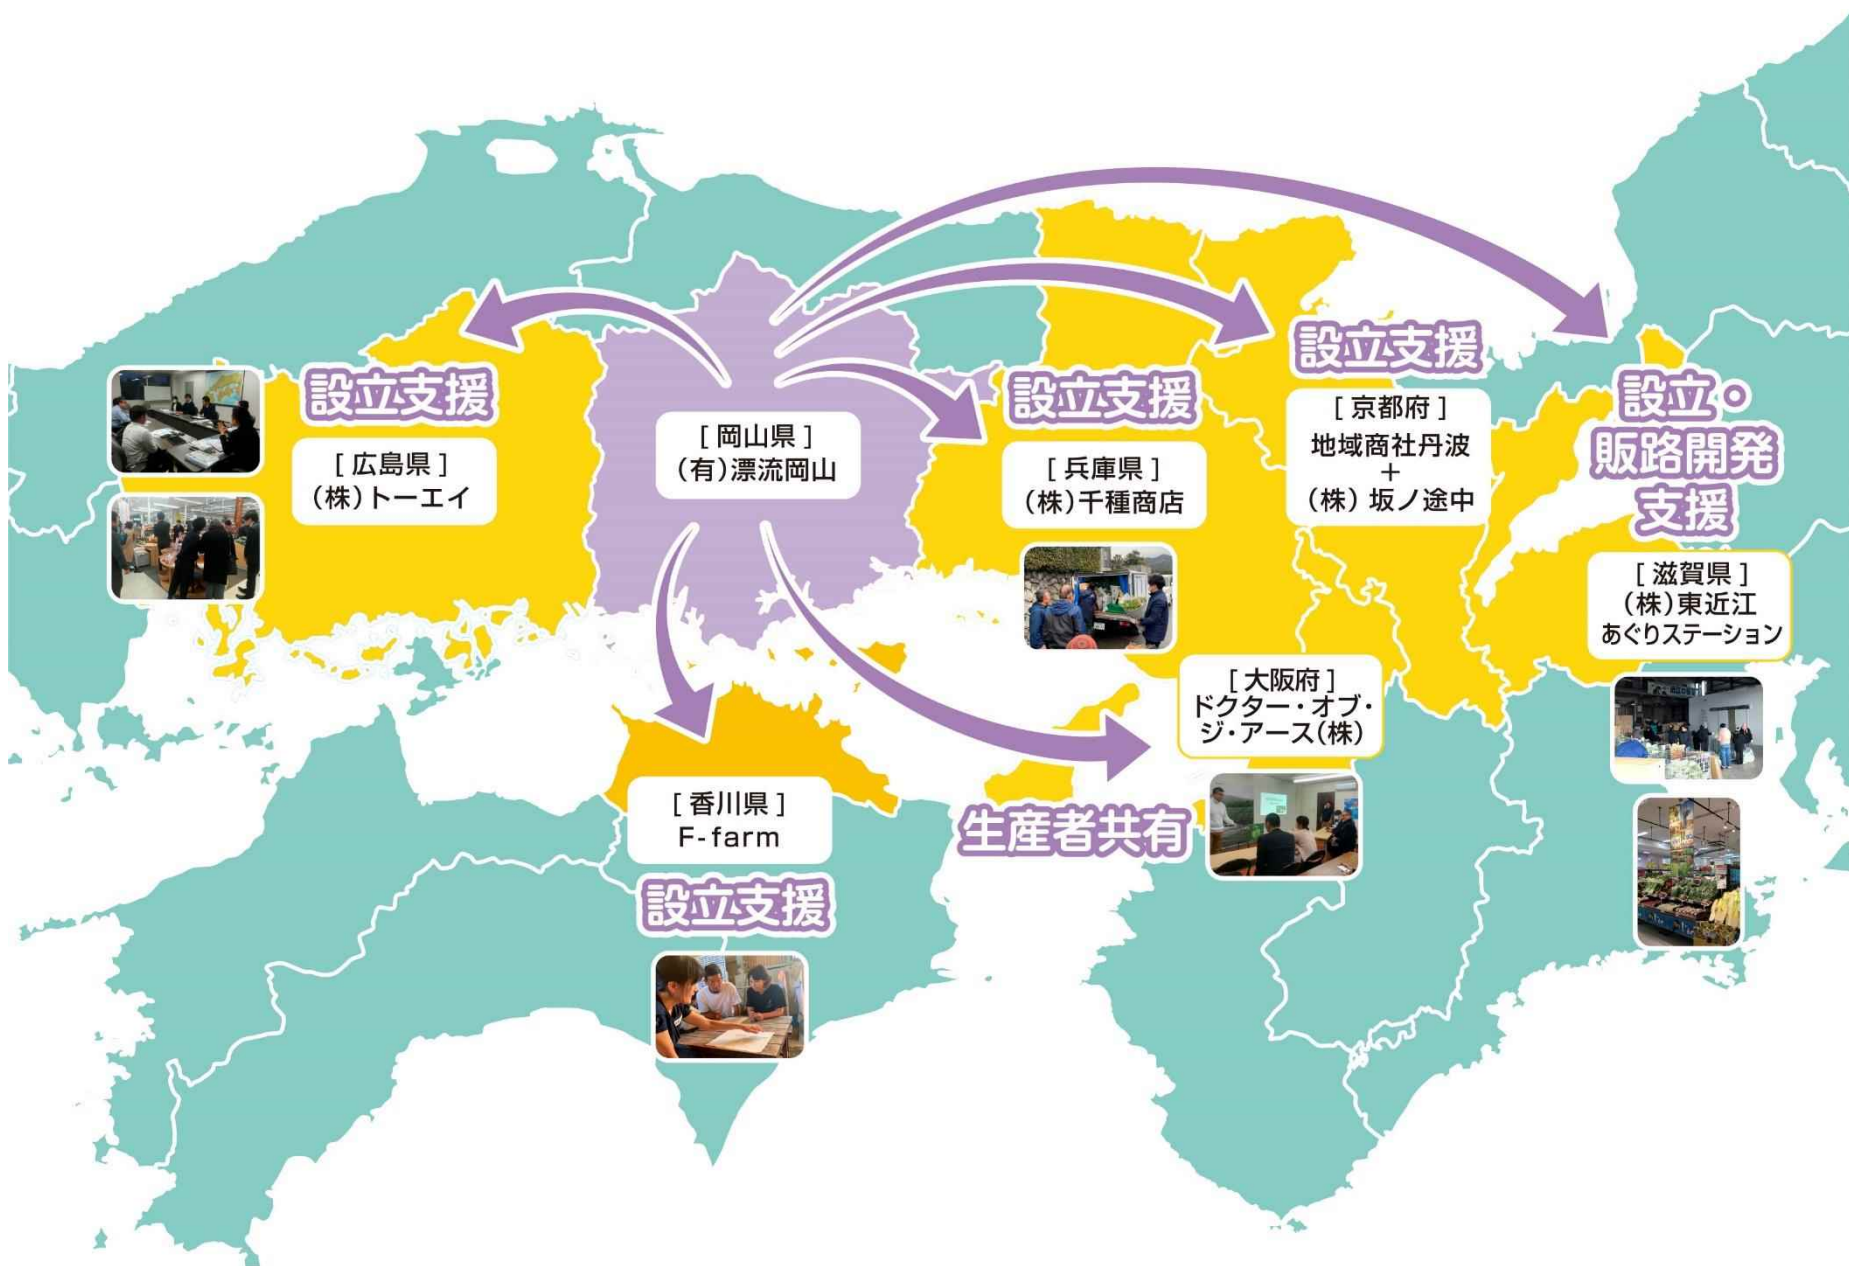 設立支援
[ 広島県 ]
(株)トーエイ
[ 岡山県 ]
(有)漂流岡山
設立支援
[ 兵庫県 ]
(株)千種商店
設立支援
[ 京都府 ]
地域商社丹波
+
(株) 坂ノ途中
設立・
販路開発
支援
[ 滋賀県 ]
(株)東近江
あぐりステーション
[ 大阪府 ]
ドクター・オブ・
ジ・アース(株)
生産者共有
[ 香川県 ]
F-farm
設立支援